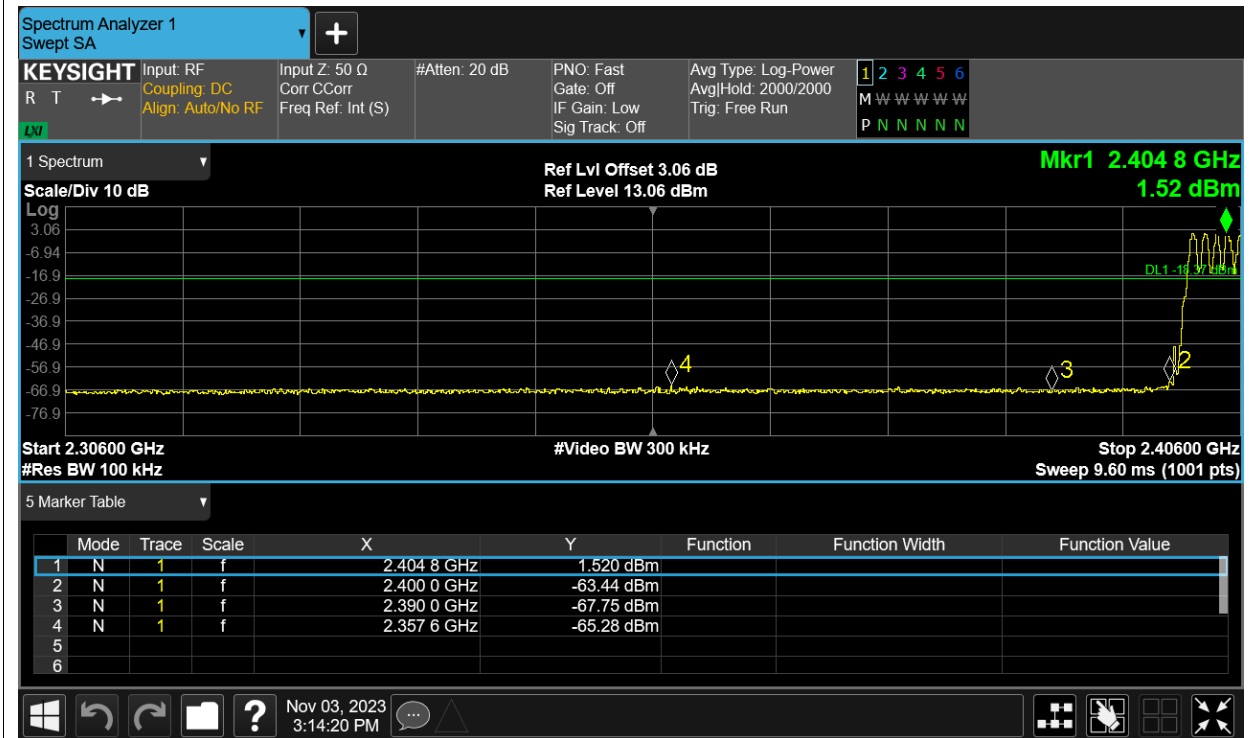 Spectrum Analyzer 1
Swept SA
KEYSIGHT
R T
LXI
Input: RF
Coupling: DC
Align: Auto/No RF
Input Z: 50 Ω
Corr CCorr
Freq Ref: Int (S)
#Atten: 20 dB
PNO: Fast
Gate: Off
IF Gain: Low
Sig Track: Off
Avg Type: Log-Power
Avg|Hold: 2000/2000
Trig: Free Run
1 2 3 4 5 6
M W W W W W
P N N N N N
1 Spectrum
Scale/Div 10 dB
Ref Lvl Offset 3.06 dB
Ref Level 13.06 dBm
Mkr1 2.404 8 GHz
1.52 dBm
Log
3.06
-6.94
-16.9
-26.9
-36.9
-46.9
-56.9
-66.9
-76.9
DL1 -18.37 dBm
4
3
2
Start 2.30600 GHz
#Video BW 300 kHz
Stop 2.40600 GHz
#Res BW 100 kHz
Sweep 9.60 ms (1001 pts)
5 Marker Table
Mode Trace Scale X Y Function Function Width Function Value
1 N 1 f 2.404 8 GHz 1.520 dBm
2 N 1 f 2.400 0 GHz -63.44 dBm
3 N 1 f 2.390 0 GHz -67.75 dBm
4 N 1 f 2.357 6 GHz -65.28 dBm
5
6
?
Nov 03, 2023
3:14:20 PM